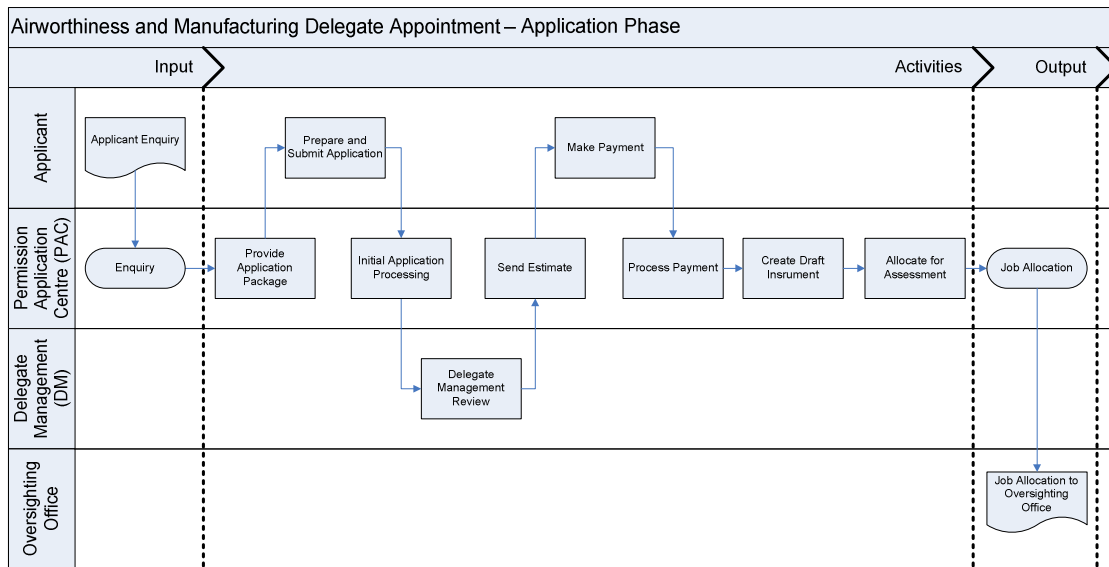 Airworthiness and Manufacturing Delegate Appointment – Application Phase
Input
Activities
Output
Applicant
Applicant Enquiry
Prepare and
Submit Application
Make Payment
Permission
Application
Centre (PAC)
Enquiry
Provide
Application
Package
Initial Application
Processing
Send Estimate
Process Payment
Create Draft
Insrument
Allocate for
Assessment
Job Allocation
Delegate
Management
(DM)
Delegate
Management
Review
Oversighting
Office
Job Allocation to
Oversighting
Office